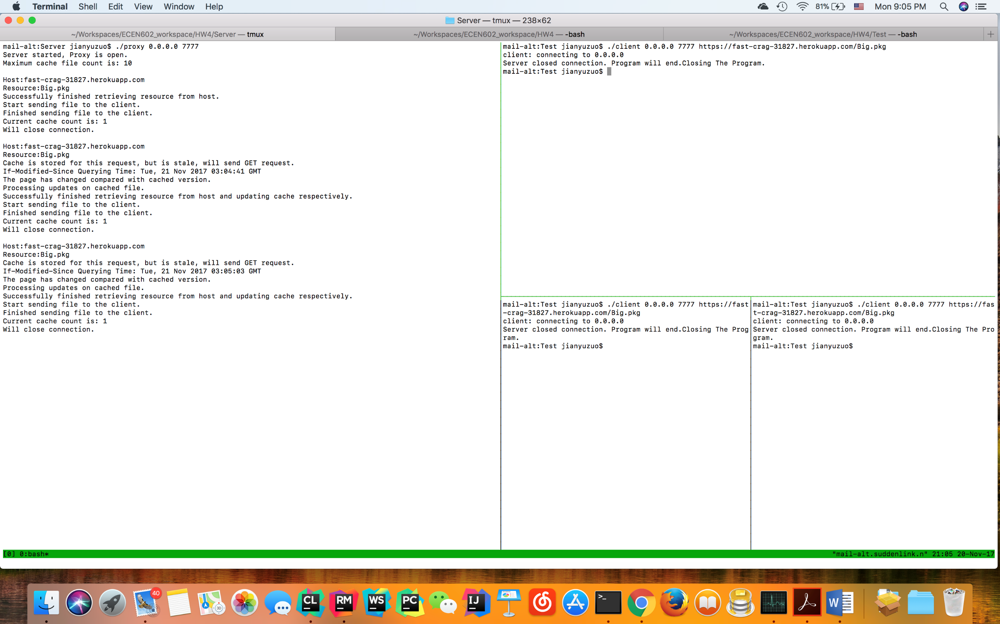 Terminal Shell Edit View Window Help 81% Mon 9:05 PM
Server — tmux — 238×62
~/Workspaces/ECEN602_workspace/HW4/Server — tmux
~/Workspaces/ECEN602_workspace/HW4 — -bash
~/Workspaces/ECEN602_workspace/HW4/Test — -bash
+
mail-alt:Server jianyuzuo$ ./proxy 0.0.0.0 7777
Server started, Proxy is open.
Maximum cache file count is: 10
Host:fast-crag-31827.herokuapp.com
Resource:Big.pkg
Successfully finished retrieving resource from host.
Start sending file to the client.
Finished sending file to the client.
Current cache count is: 1
Will close connection.
Host:fast-crag-31827.herokuapp.com
Resource:Big.pkg
Cache is stored for this request, but is stale, will send GET request.
If-Modified-Since Querying Time: Tue, 21 Nov 2017 03:04:41 GMT
The page has changed compared with cached version.
Processing updates on cached file.
Successfully finished retrieving resource from host and updating cache respectively.
Start sending file to the client.
Finished sending file to the client.
Current cache count is: 1
Will close connection.
Host:fast-crag-31827.herokuapp.com
Resource:Big.pkg
Cache is stored for this request, but is stale, will send GET request.
If-Modified-Since Querying Time: Tue, 21 Nov 2017 03:05:03 GMT
The page has changed compared with cached version.
Processing updates on cached file.
Successfully finished retrieving resource from host and updating cache respectively.
Start sending file to the client.
Finished sending file to the client.
Current cache count is: 1
Will close connection.
mail-alt:Test jianyuzuo$ ./client 0.0.0.0 7777 https://fast-crag-31827.herokuapp.com/Big.pkg
client: connecting to 0.0.0.0
Server closed connection. Program will end.Closing The Program.
mail-alt:Test jianyuzuo$
mail-alt:Test jianyuzuo$ ./client 0.0.0.0 7777 https://fast
-crag-31827.herokuapp.com/Big.pkg
client: connecting to 0.0.0.0
Server closed connection. Program will end.Closing The Prog
ram.
mail-alt:Test jianyuzuo$
mail-alt:Test jianyuzuo$ ./client 0.0.0.0 7777 https://fas
t-crag-31827.herokuapp.com/Big.pkg
client: connecting to 0.0.0.0
Server closed connection. Program will end.Closing The Pro
gram.
mail-alt:Test jianyuzuo$
[0] 0:bash* "mail-alt.suddenlink.n" 21:05 20-Nov-17
40
3D
CL
RM
WS
PC
IJ
>_
W